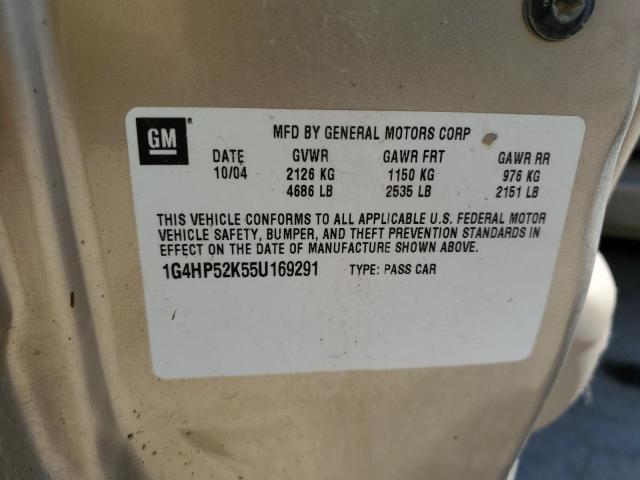 GM
MFD BY GENERAL MOTORS CORP
DATE GVWR GAWR FRT GAWR RR
10/04 2126 KG 1150 KG 976 KG
4686 LB 2535 LB 2151 LB
THIS VEHICLE CONFORMS TO ALL APPLICABLE U.S. FEDERAL MOTOR
VEHICLE SAFETY, BUMPER, AND THEFT PREVENTION STANDARDS IN
EFFECT ON THE DATE OF MANUFACTURE SHOWN ABOVE.
1G4HP52K55U169291 TYPE: PASS CAR